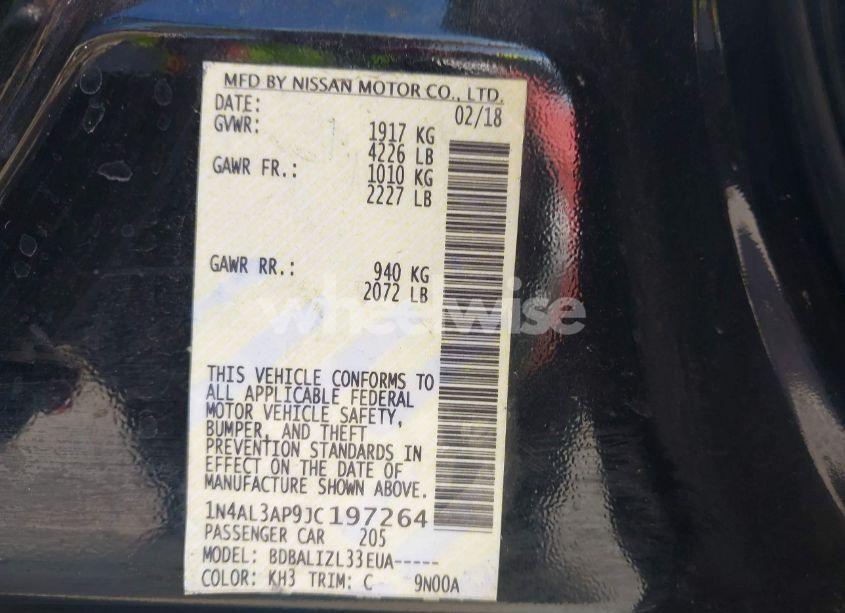 MFD BY NISSAN MOTOR CO., LTD.
DATE: 02/18
GVWR: 1917 KG
4226 LB
GAWR FR.: 1010 KG
2227 LB
GAWR RR.: 940 KG
2072 LB
wheelwise
THIS VEHICLE CONFORMS TO
ALL APPLICABLE FEDERAL
MOTOR VEHICLE SAFETY,
BUMPER, AND THEFT
PREVENTION STANDARDS IN
EFFECT ON THE DATE OF
MANUFACTURE SHOWN ABOVE.
1N4AL3AP9JC197264
PASSENGER CAR 205
MODEL: BDBALIZL33EUA-----
COLOR: KH3 TRIM: C 9N00A